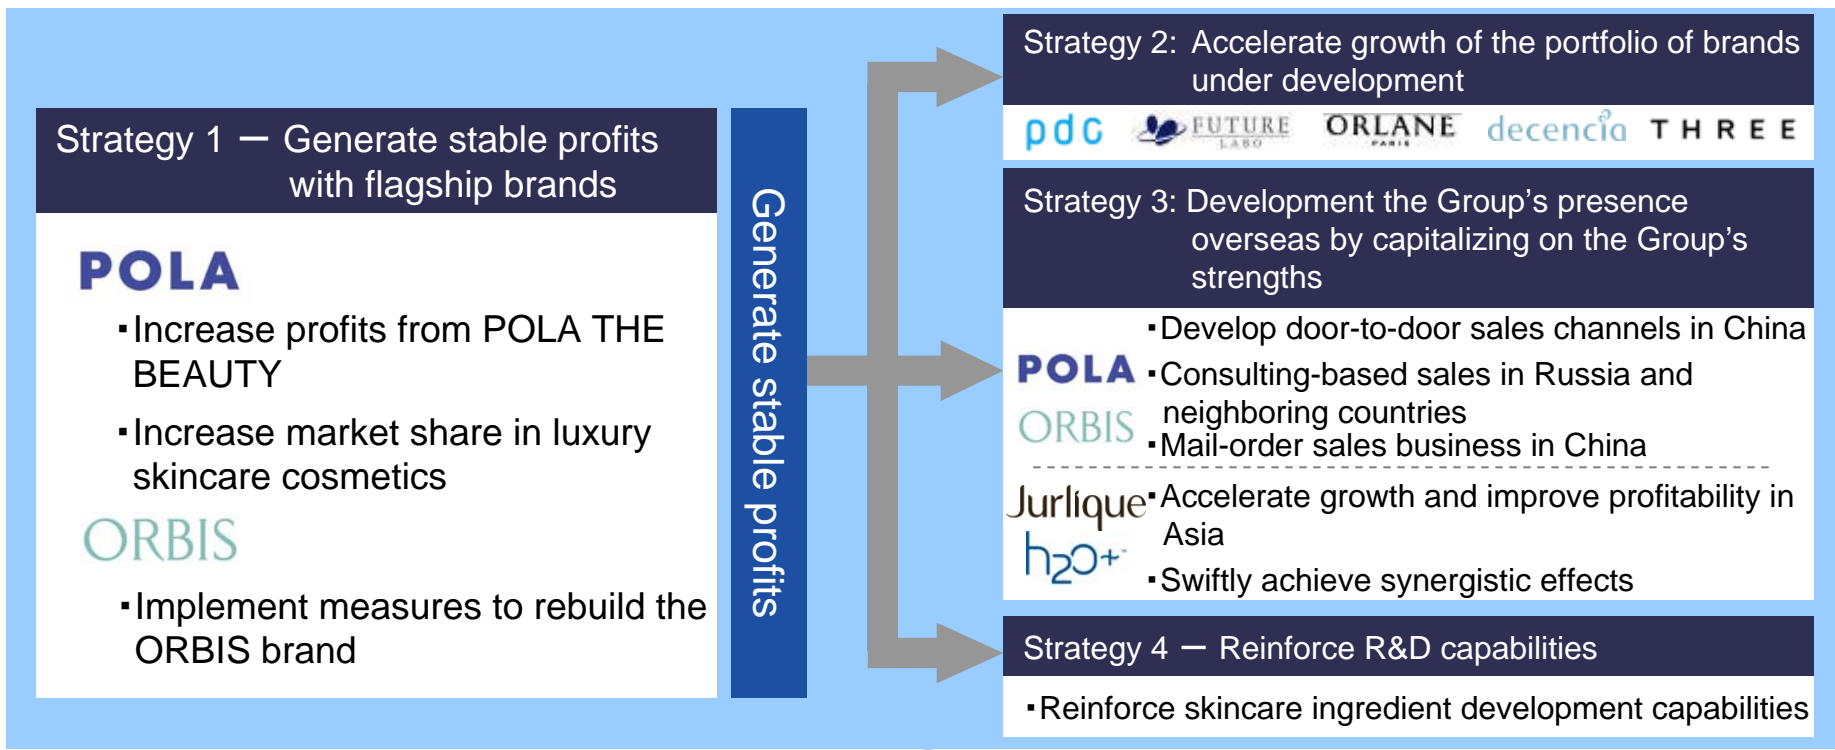 Strategy 1 － Generate stable profits
with flagship brands
POLA
▪Increase profits from POLA THE
BEAUTY
▪Increase market share in luxury
skincare cosmetics
ORBIS
▪Implement measures to rebuild the
ORBIS brand
Generate stable profits
Strategy 2: Accelerate growth of the portfolio of brands
under development
pdc FUTURE LABO ORLANE PARIS decencia THREE
Strategy 3: Development the Group’s presence
overseas by capitalizing on the Group’s
strengths
POLA
ORBIS
▪Develop door-to-door sales channels in China
▪Consulting-based sales in Russia and
neighboring countries
▪Mail-order sales business in China
Jurlique
h2o+™
▪Accelerate growth and improve profitability in
Asia
▪Swiftly achieve synergistic effects
Strategy 4 － Reinforce R&D capabilities
▪Reinforce skincare ingredient development capabilities